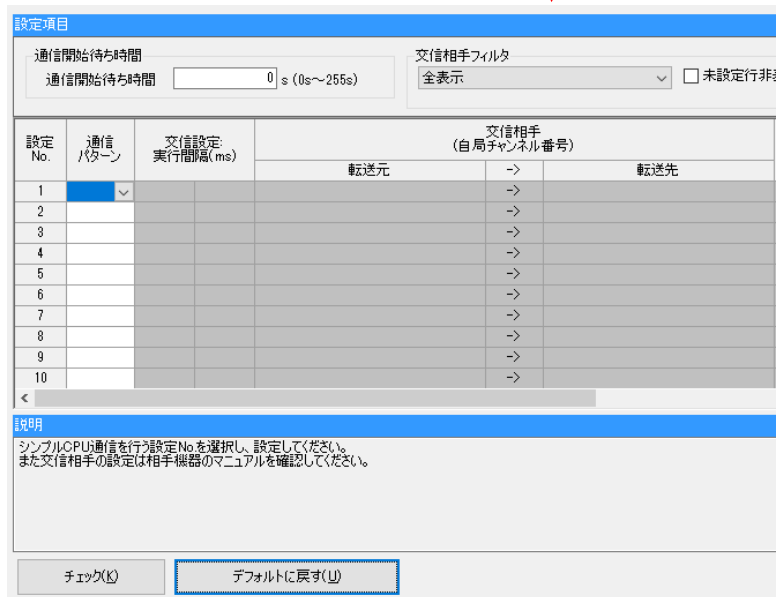 設定項目
通信開始待ち時間
通信開始待ち時間 0 s (0s～255s)
交信相手フィルタ
全表示
未設定行非
設定
No.
通信
パターン
交信設定:
実行間隔(ms)
交信相手
(自局チャンネル番号)
転送元 -> 転送先
1 ->
2 ->
3 ->
4 ->
5 ->
6 ->
7 ->
8 ->
9 ->
10 ->
説明
シンプルCPU通信を行う設定No.を選択し、設定してください。
また交信相手の設定は相手機器のマニュアルを確認してください。
チェック(K)
デフォルトに戻す(U)